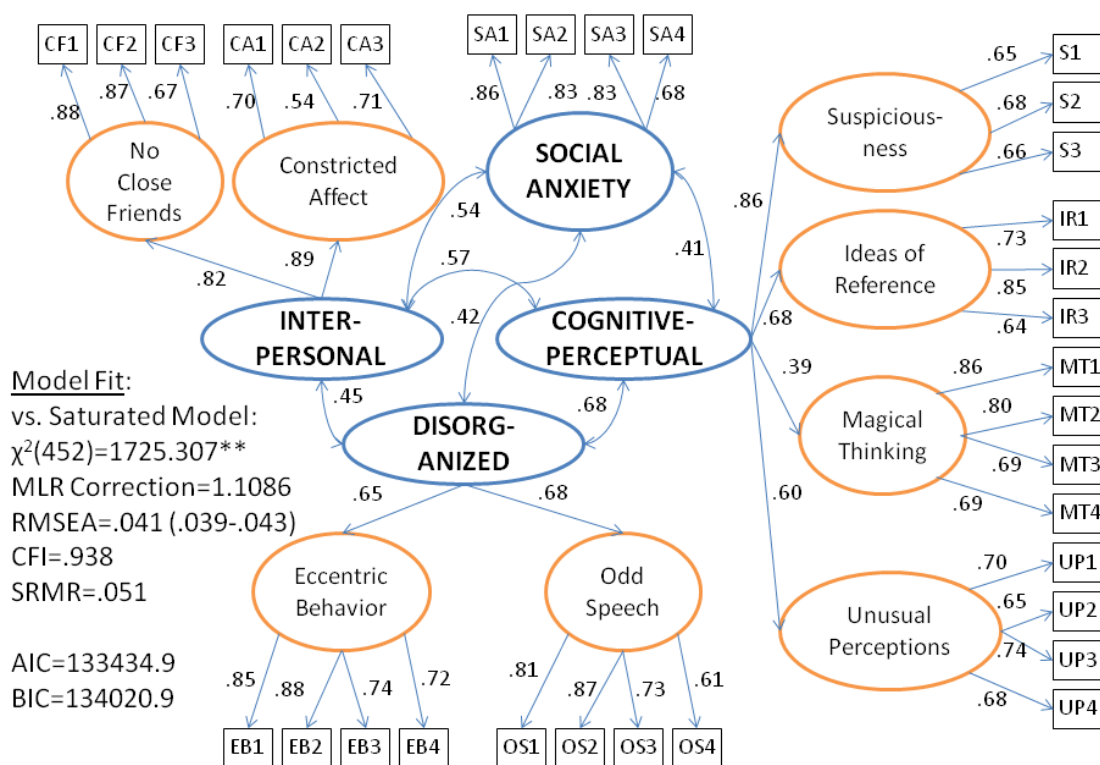 CF1 CF2 CF3 CA1 CA2 CA3 SA1 SA2 SA3 SA4
.88 .87 .67 .70 .54 .71 .86 .83 .83 .68
No
Close
Friends
Constricted
Affect
SOCIAL
ANXIETY
Suspicious-
ness
.65 S1
.68 S2
.66 S3
.82
.89
.54
.57
.42
.41
.86
.68
.39
.60
Ideas of
Reference
.73 IR1
.85 IR2
.64 IR3
INTER-
PERSONAL
COGNITIVE-
PERCEPTUAL
.45
.68
DISORG-
ANIZED
Magical
Thinking
.86 MT1
.80 MT2
.69 MT3
.69 MT4
Model Fit:
vs. Saturated Model:
χ²(452)=1725.307**
MLR Correction=1.1086
RMSEA=.041 (.039-.043)
CFI=.938
SRMR=.051
AIC=133434.9
BIC=134020.9
.65
.68
Eccentric
Behavior
Odd
Speech
Unusual
Perceptions
.70 UP1
.65 UP2
.74 UP3
.68 UP4
.85 .88 .74 .72 .81 .87 .73 .61
EB1 EB2 EB3 EB4 OS1 OS2 OS3 OS4